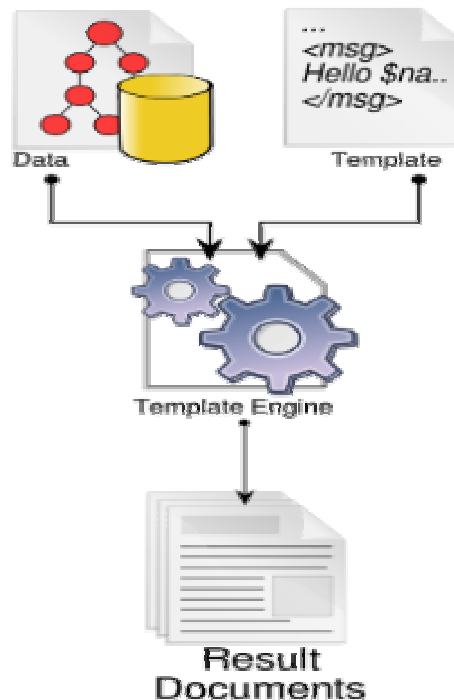 ...
<msg>
Hello $na..
</msg>
Data
Template
Template Engine
Result
Documents